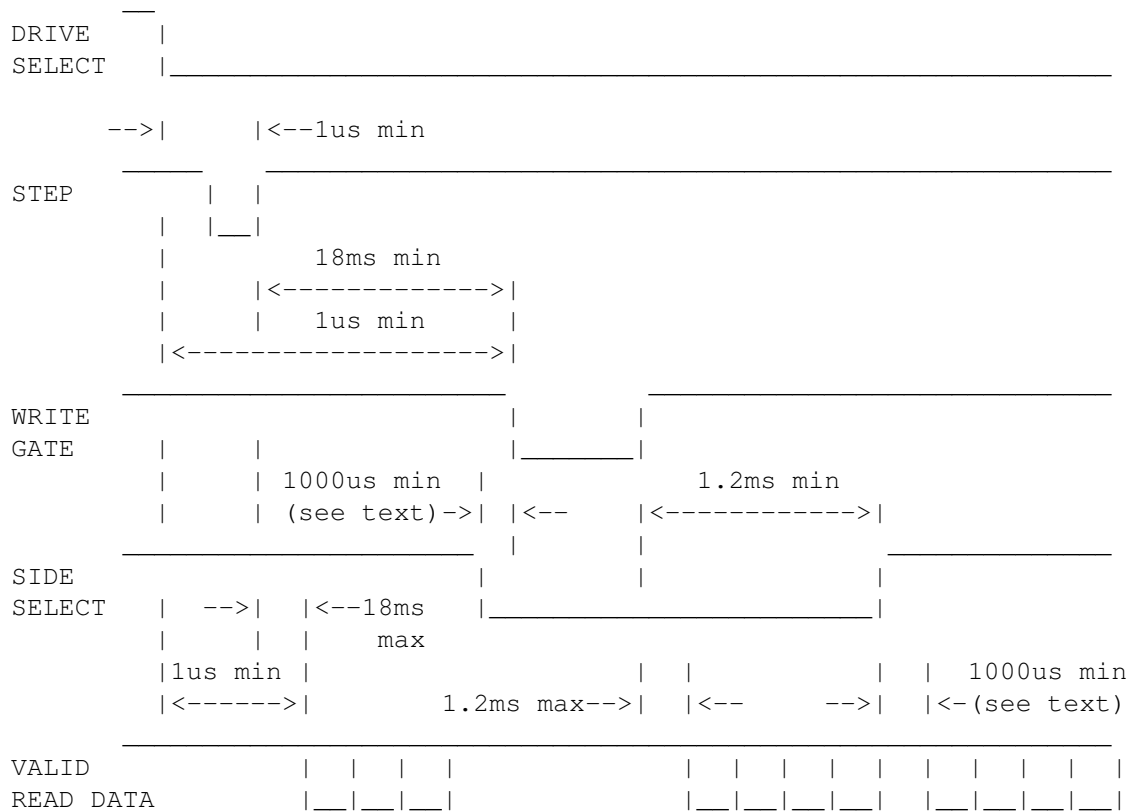 DRIVE
SELECT
-->| |<--1us min
STEP
18ms min
|<------------->|
1us min
|<------------------->|
WRITE
GATE
1000us min 1.2ms min
(see text)->| |<-- |<------------>|
SIDE
SELECT -->| |<--18ms
max
1us min 1000us min
|<------>| 1.2ms max-->| |<-- -->| |<-(see text)
VALID
READ DATA